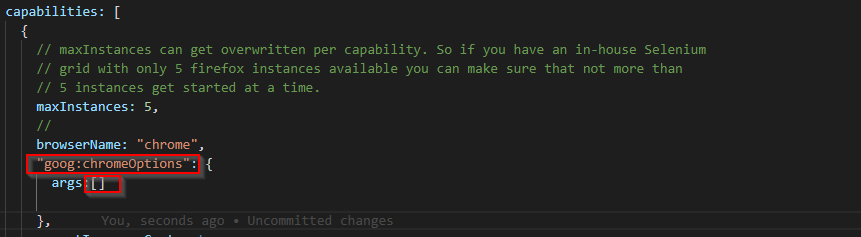 capabilities: [
{
// maxInstances can get overwritten per capability. So if you have an in-house Selenium
// grid with only 5 firefox instances available you can make sure that not more than
// 5 instances get started at a time.
maxInstances: 5,
//
browserName: "chrome",
"goog:chromeOptions": {
args:[]
}, You, seconds ago • Uncommitted changes